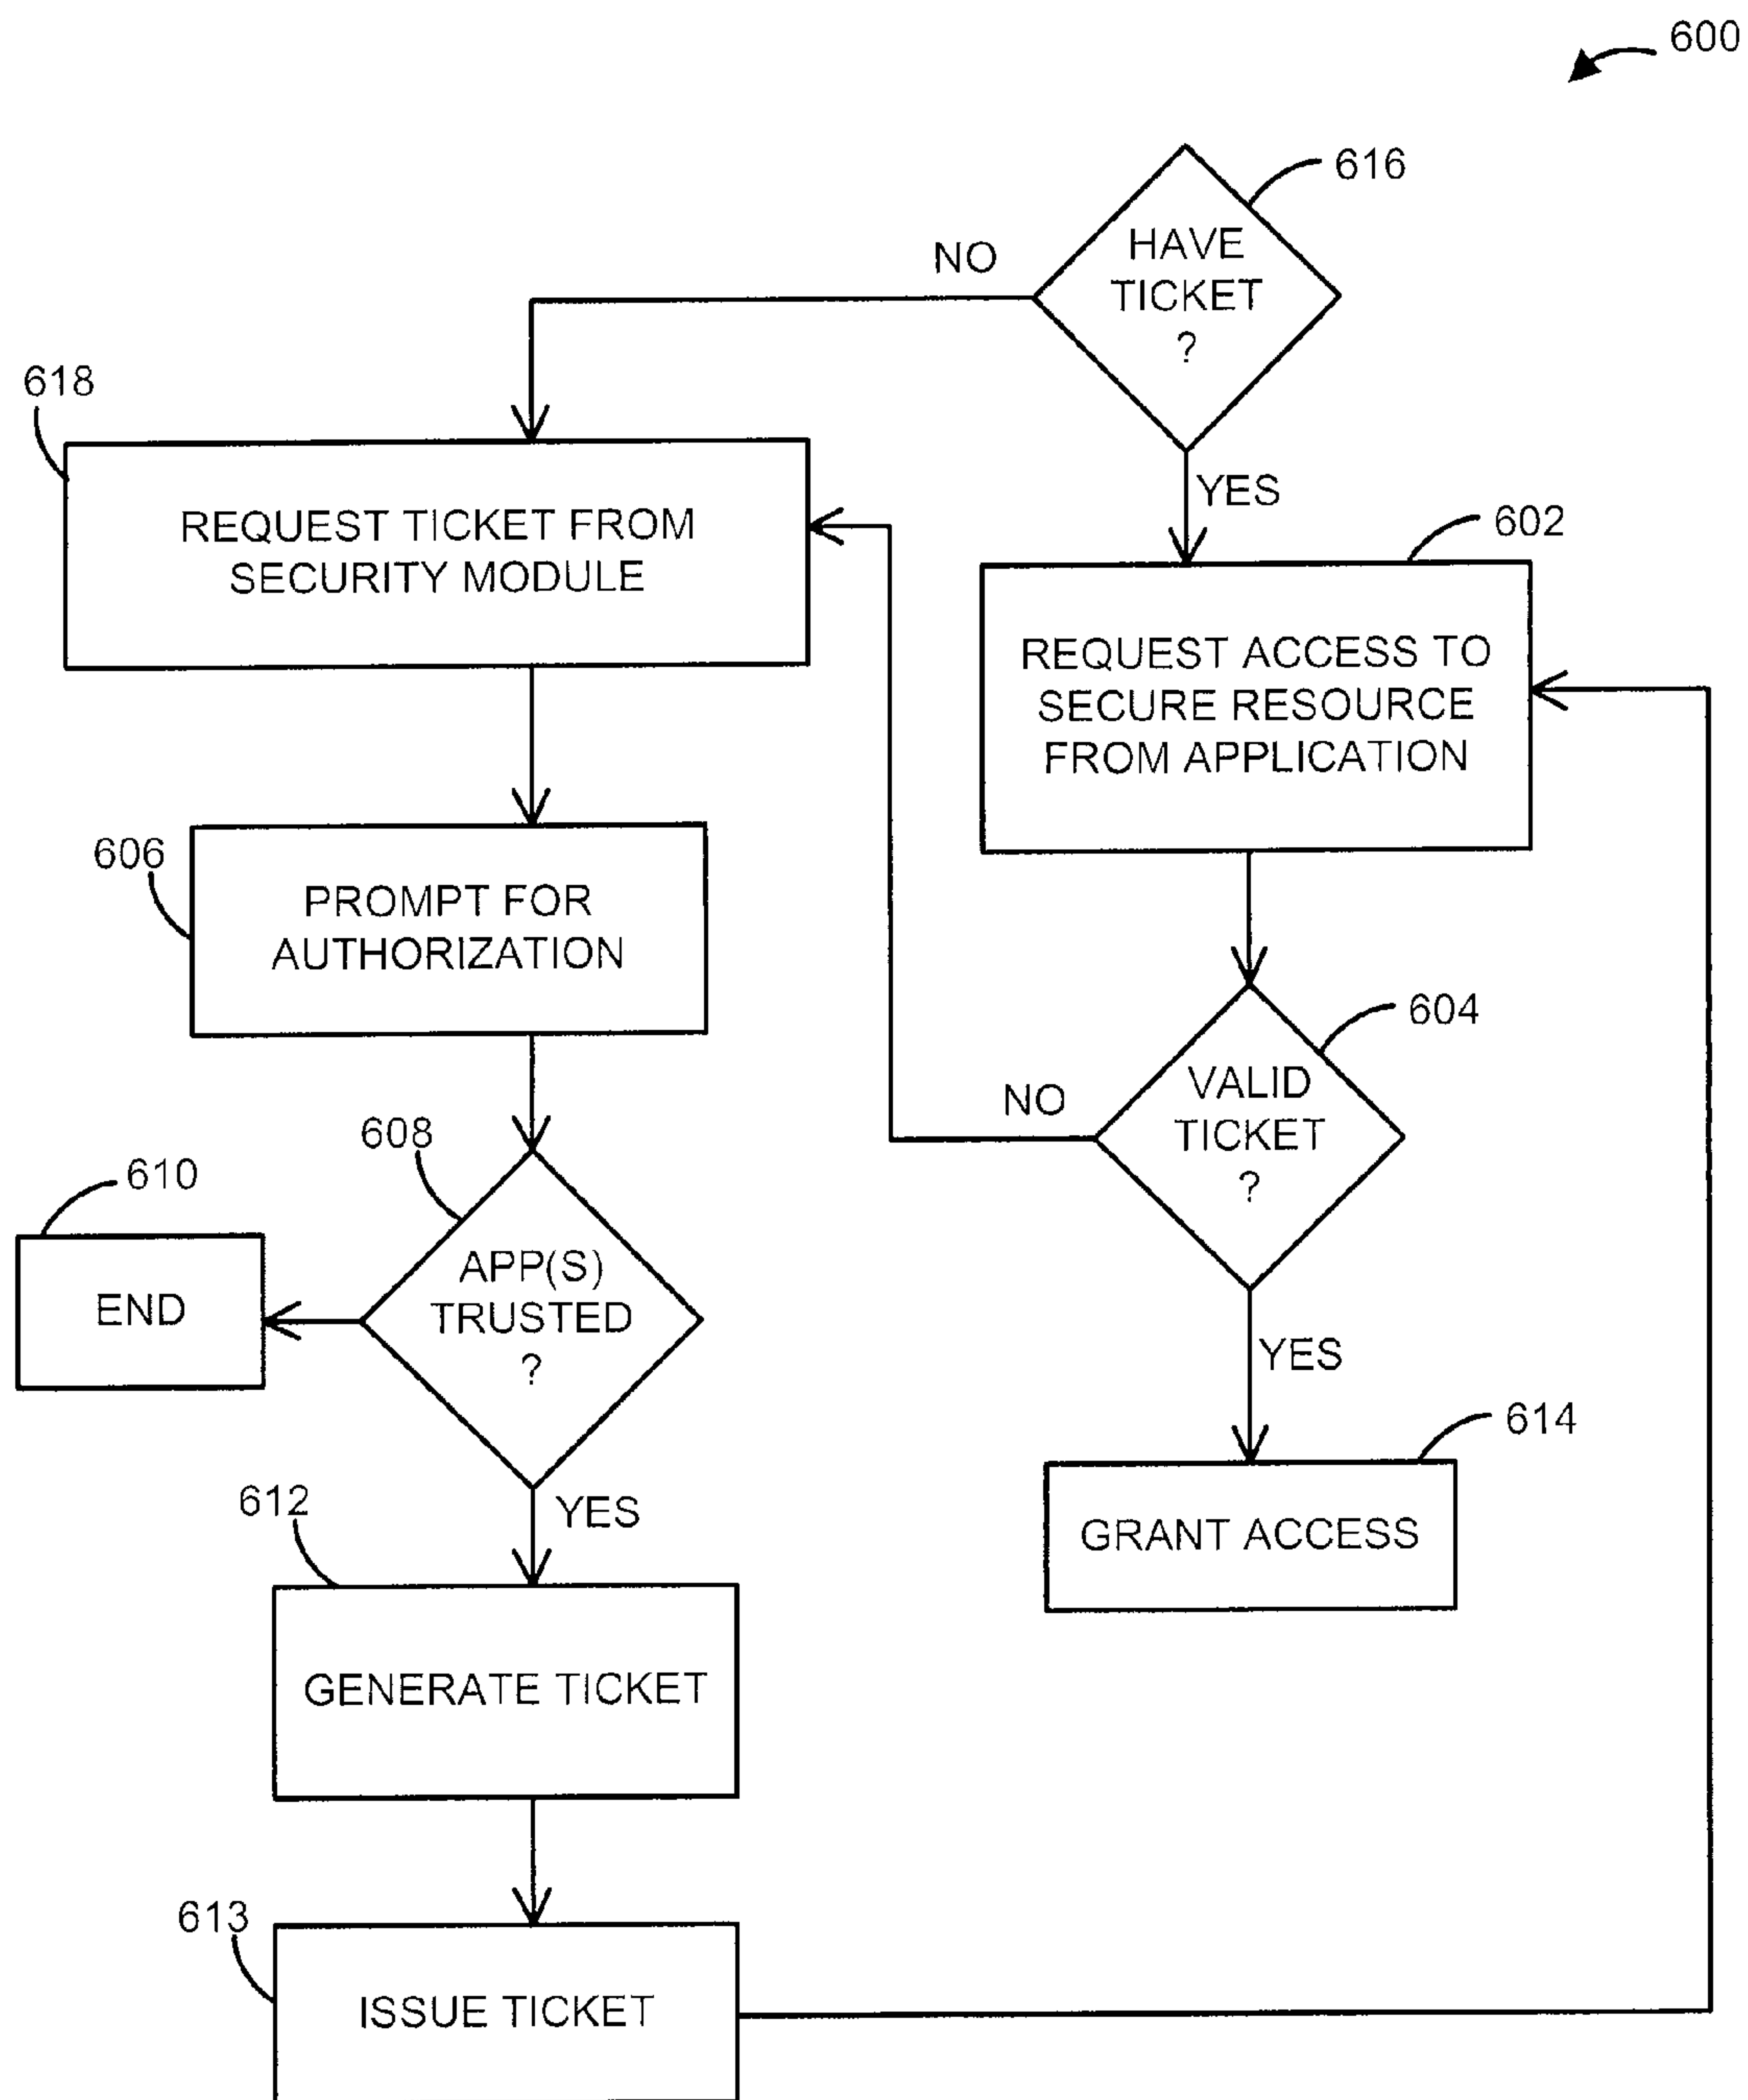 600
616
HAVE
TICKET
?
NO
YES
618
REQUEST TICKET FROM
SECURITY MODULE
602
REQUEST ACCESS TO
SECURE RESOURCE
FROM APPLICATION
606
PROMPT FOR
AUTHORIZATION
604
VALID
TICKET
?
NO
YES
608
APP(S)
TRUSTED
?
610
END
YES
614
GRANT ACCESS
612
GENERATE TICKET
613
ISSUE TICKET